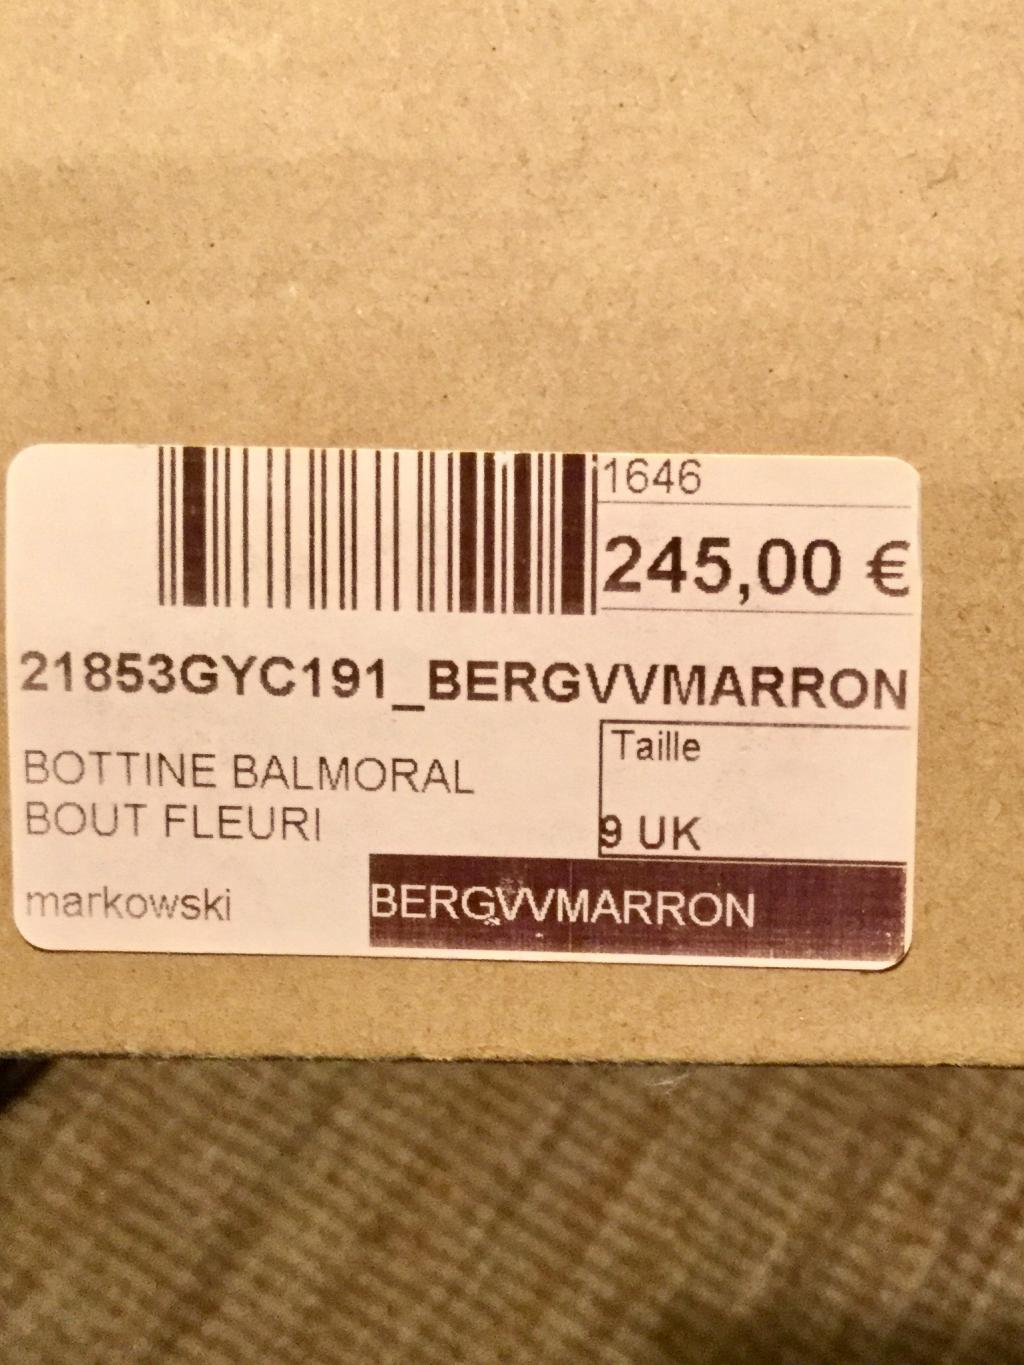 1646
245,00 €
21853GYC191_BERGVVMARRON
BOTTINE BALMORAL
BOUT FLEURI
Taille
9 UK
markowski
BERGVVMARRON